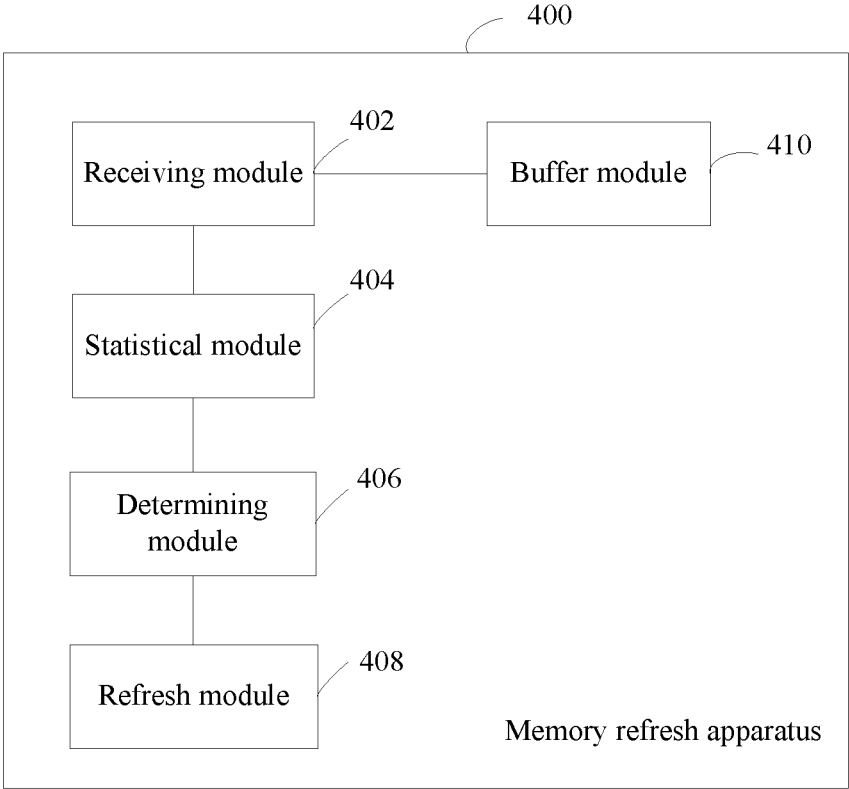 400
402
Receiving module
Buffer module
410
404
Statistical module
406
Determining
module
408
Refresh module
Memory refresh apparatus